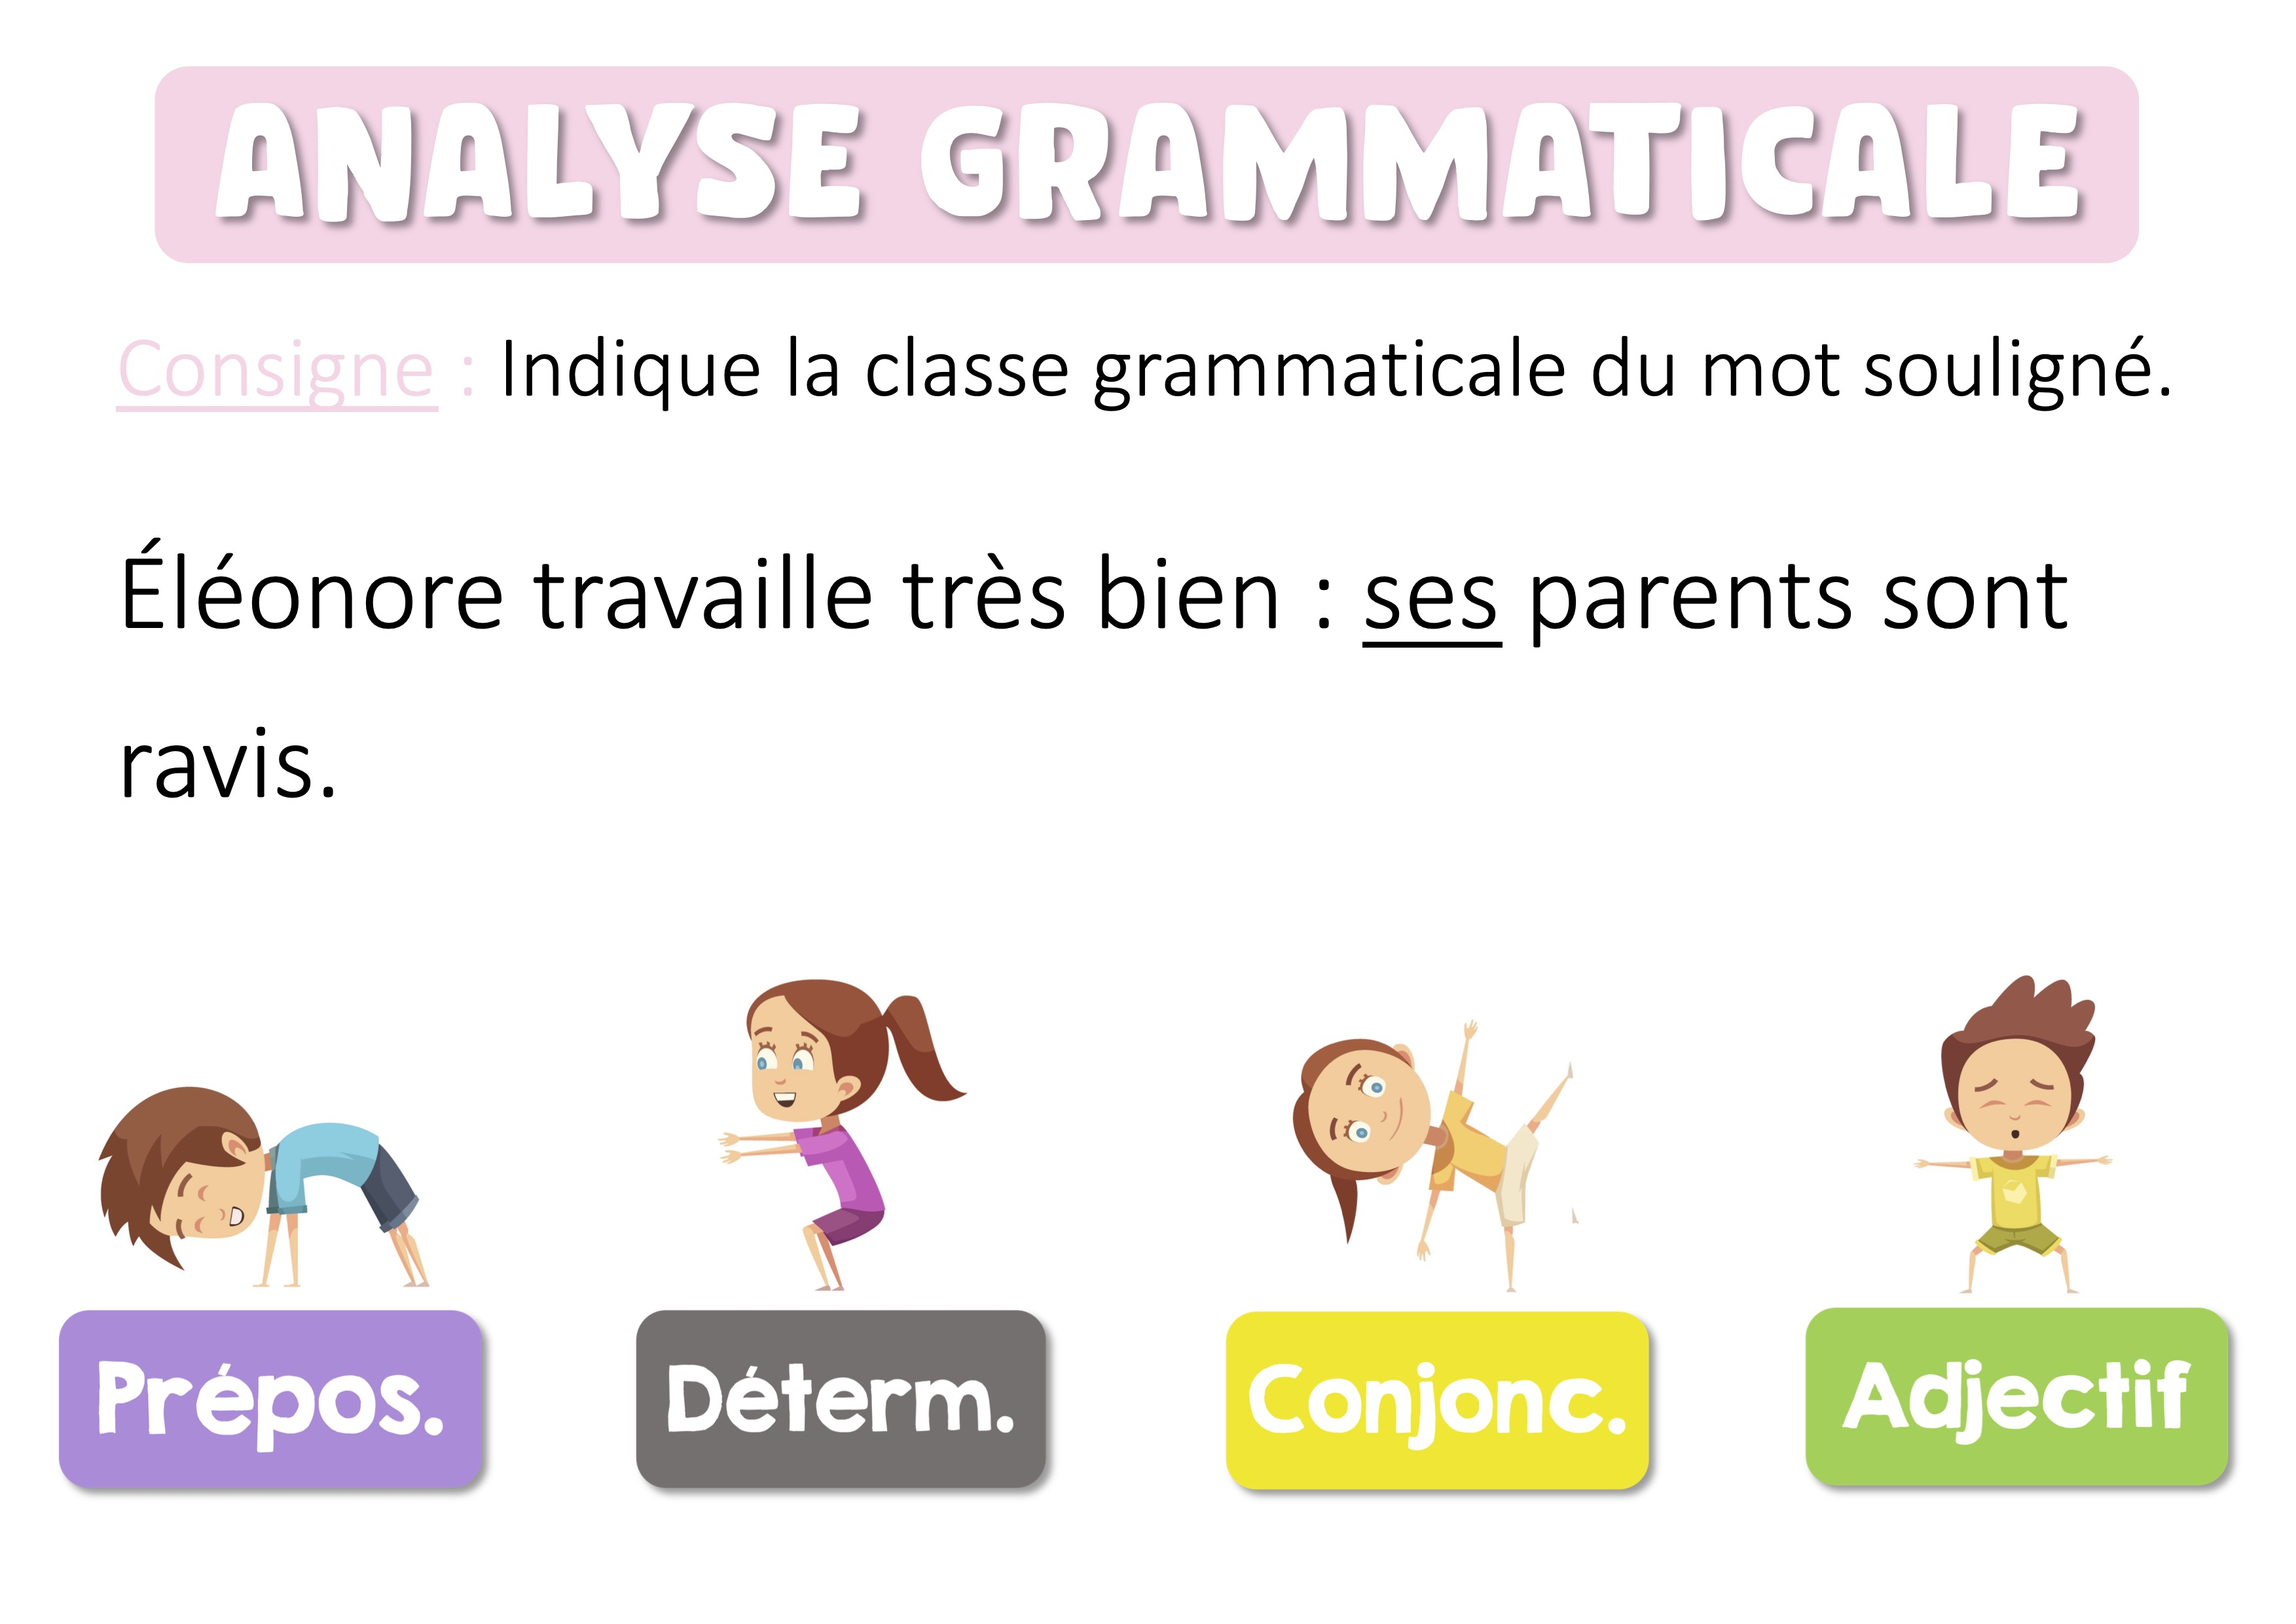 ANALYSE GRAMMATICALE
Consigne : Indique la classe grammaticale du mot souligné.
Éléonore travaille très bien : ses parents sont
ravis.
Prépos.
Déterm.
Conjonc.
Adjectif